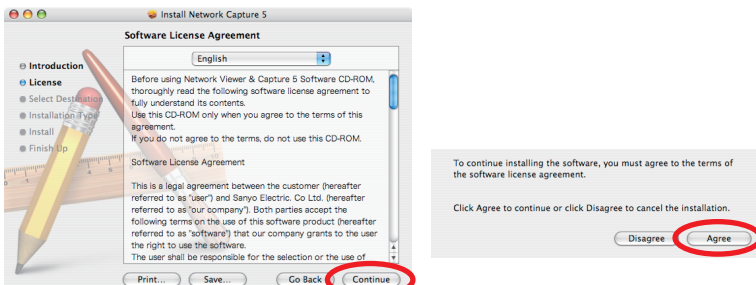 Install Network Capture 5
Software License Agreement
English
Introduction
License
Select Destination
Installation Type
Install
Finish Up
Before using Network Viewer & Capture 5 Software CD-ROM,
thoroughly read the following software license agreement to
fully understand its contents.
Use this CD-ROM only when you agree to the terms of this
agreement.
If you do not agree to the terms, do not use this CD-ROM.
Software License Agreement
This is a legal agreement between the customer (hereafter
referred to as "user") and Sanyo Electric. Co Ltd. (hereafter
referred to as "our company"). Both parties accept the
following terms on the use of this software product (hereafter
referred to as "software") that our company grants to the user
the right to use the software.
The user shall be responsible for the selection or the use of
Print...
Save...
Go Back
Continue
To continue installing the software, you must agree to the terms of
the software license agreement.
Click Agree to continue or click Disagree to cancel the installation.
Disagree
Agree